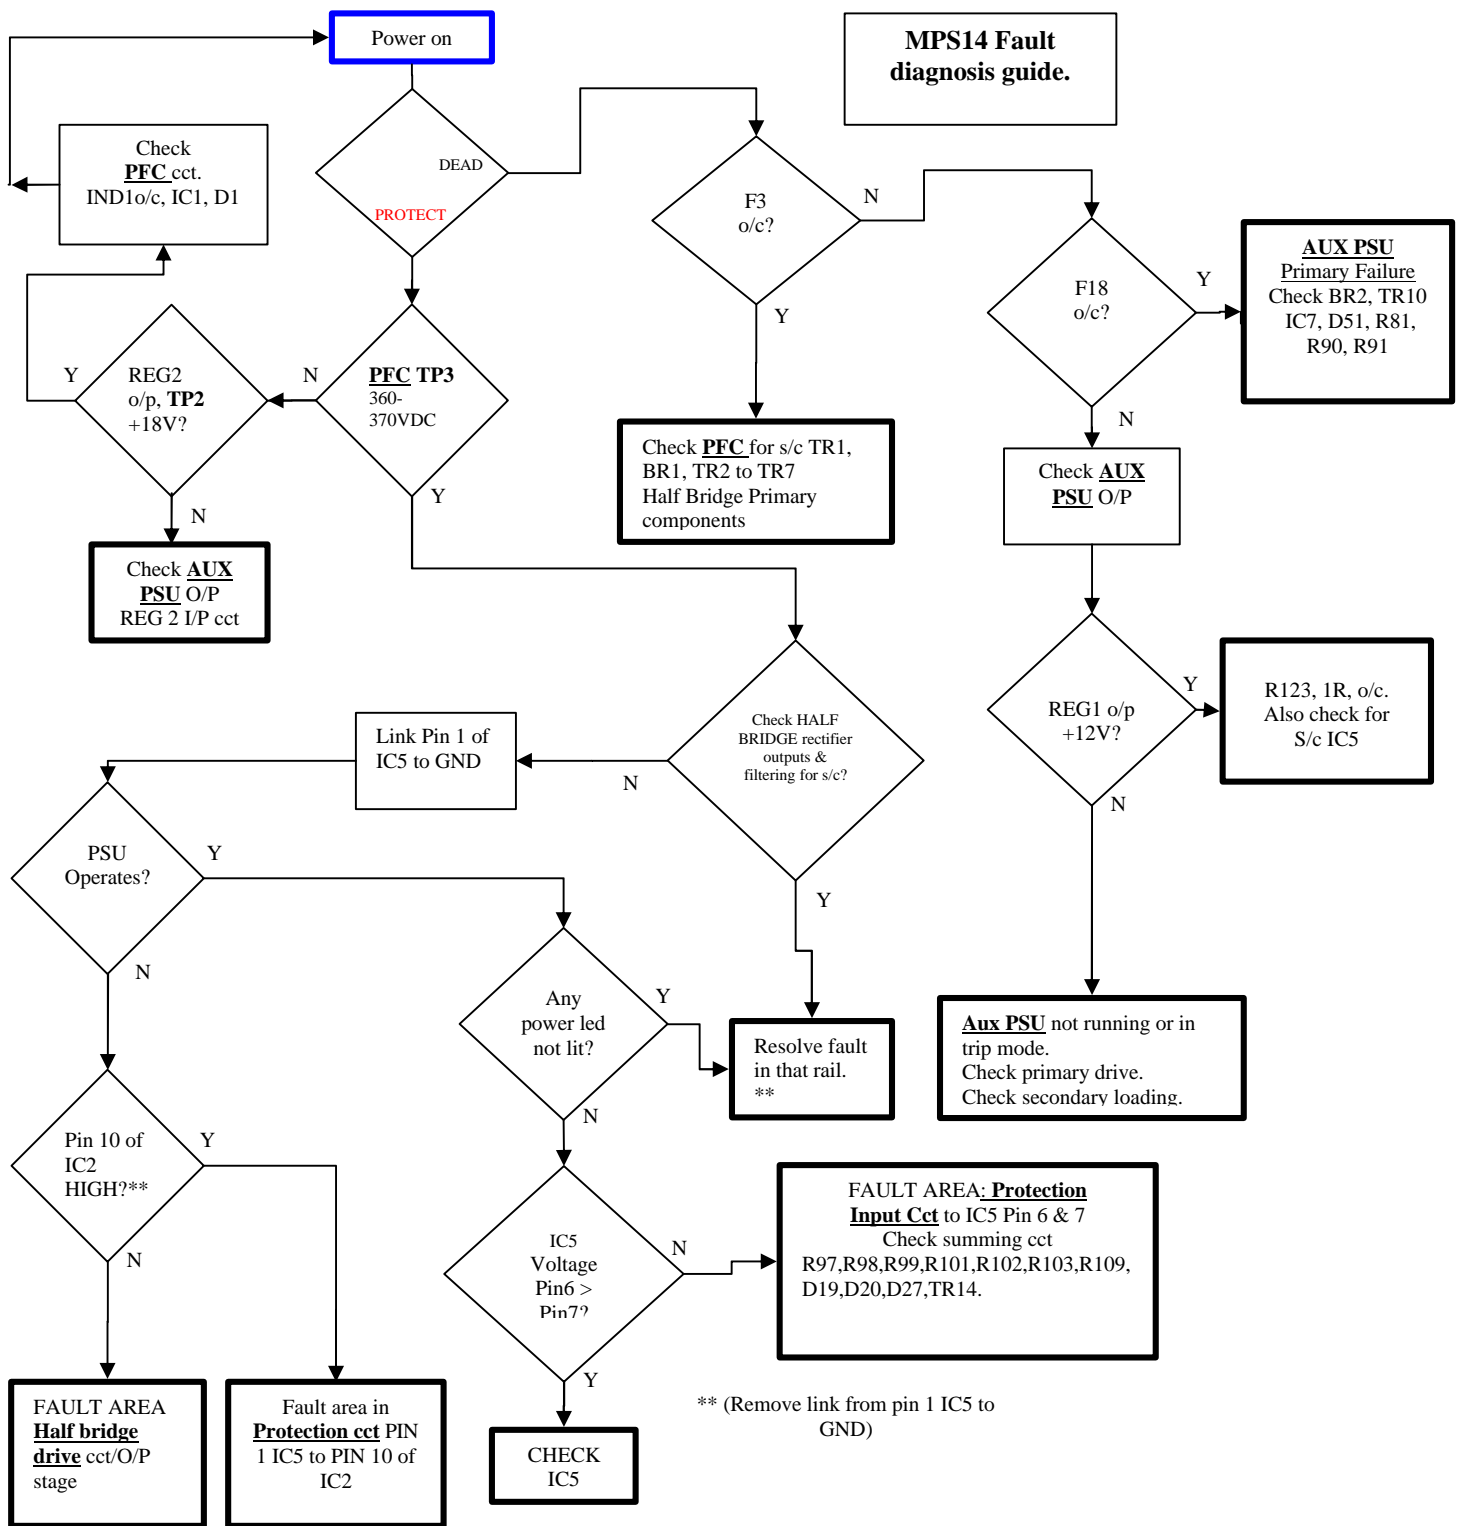 Power on
MPS14 Fault
diagnosis guide.
Check
PFC cct.
IND1o/c, IC1, D1
DEAD
PROTECT
F3
o/c?
N
Y
F18
o/c?
Y
N
AUX PSU
Primary Failure
Check BR2, TR10
IC7, D51, R81,
R90, R91
REG2
o/p, TP2
+18V?
Y
N
N
PFC TP3
360-
370VDC
Y
Check PFC for s/c TR1,
BR1, TR2 to TR7
Half Bridge Primary
components
Check AUX
PSU O/P
Check AUX
PSU O/P
REG 2 I/P cct
REG1 o/p
+12V?
Y
N
R123, 1R, o/c.
Also check for
S/c IC5
Check HALF
BRIDGE rectifier
outputs &
filtering for s/c?
N
Y
Link Pin 1 of
IC5 to GND
PSU
Operates?
Y
N
Any
power led
not lit?
Y
N
Resolve fault
in that rail.
**
Aux PSU not running or in
trip mode.
Check primary drive.
Check secondary loading.
Pin 10 of
IC2
HIGH?**
Y
N
IC5
Voltage
Pin6 >
Pin7?
N
Y
FAULT AREA: Protection
Input Cct to IC5 Pin 6 & 7
Check summing cct
R97,R98,R99,R101,R102,R103,R109,
D19,D20,D27,TR14.
FAULT AREA
Half bridge
drive cct/O/P
stage
Fault area in
Protection cct PIN
1 IC5 to PIN 10 of
IC2
CHECK
IC5
** (Remove link from pin 1 IC5 to
GND)